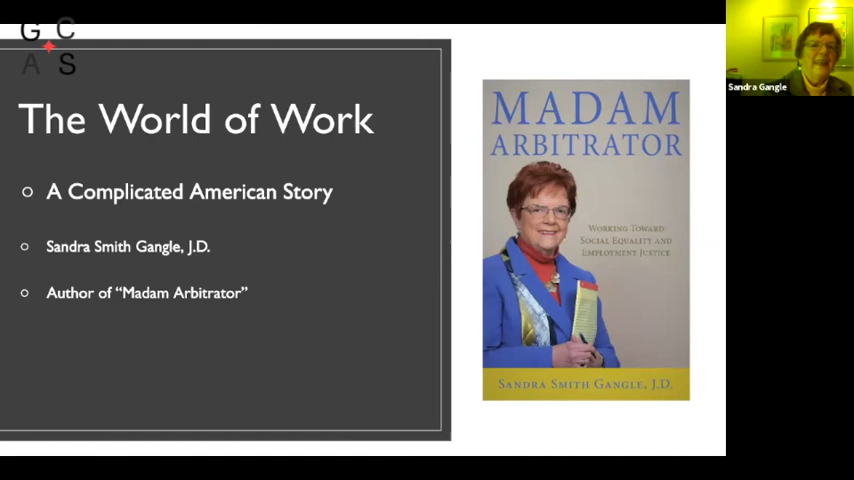 G C
A S
The World of Work
A Complicated American Story
Sandra Smith Gangle, J.D.
Author of “Madam Arbitrator”
MADAM
ARBITRATOR
WORKING TOWARD
SOCIAL EQUALITY AND
EMPLOYMENT JUSTICE
SANDRA SMITH GANGLE, J.D.
Sandra Gangle